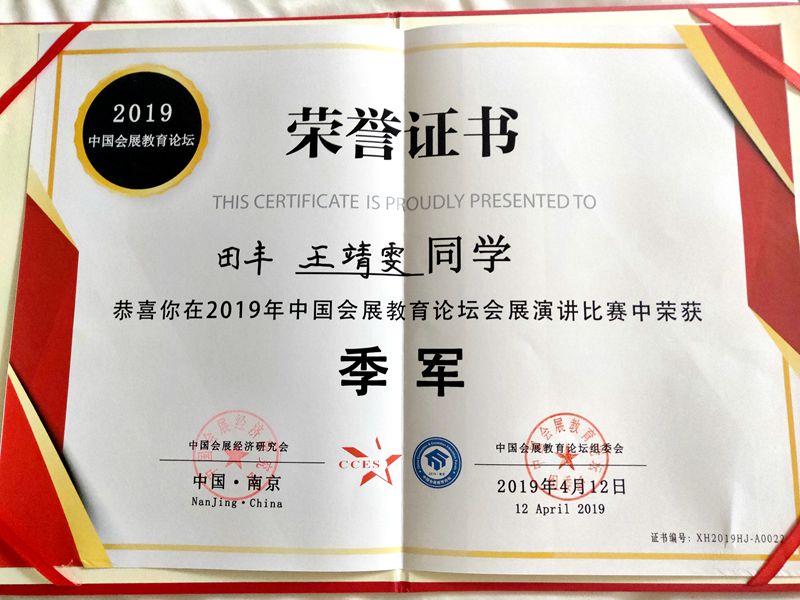 2019
中国会展教育论坛
荣誉证书
THIS CERTIFICATE IS PROUDLY PRESENTED TO
田丰 王靖雯同学
恭喜你在2019年中国会展教育论坛会展演讲比赛中荣获
季军
中国会展经济研究会
中国·南京
NanJing·China
CCES
中国会展教育论坛组委会
2019年4月12日
12 April 2019
证书编号: XH2019HJ-A0022